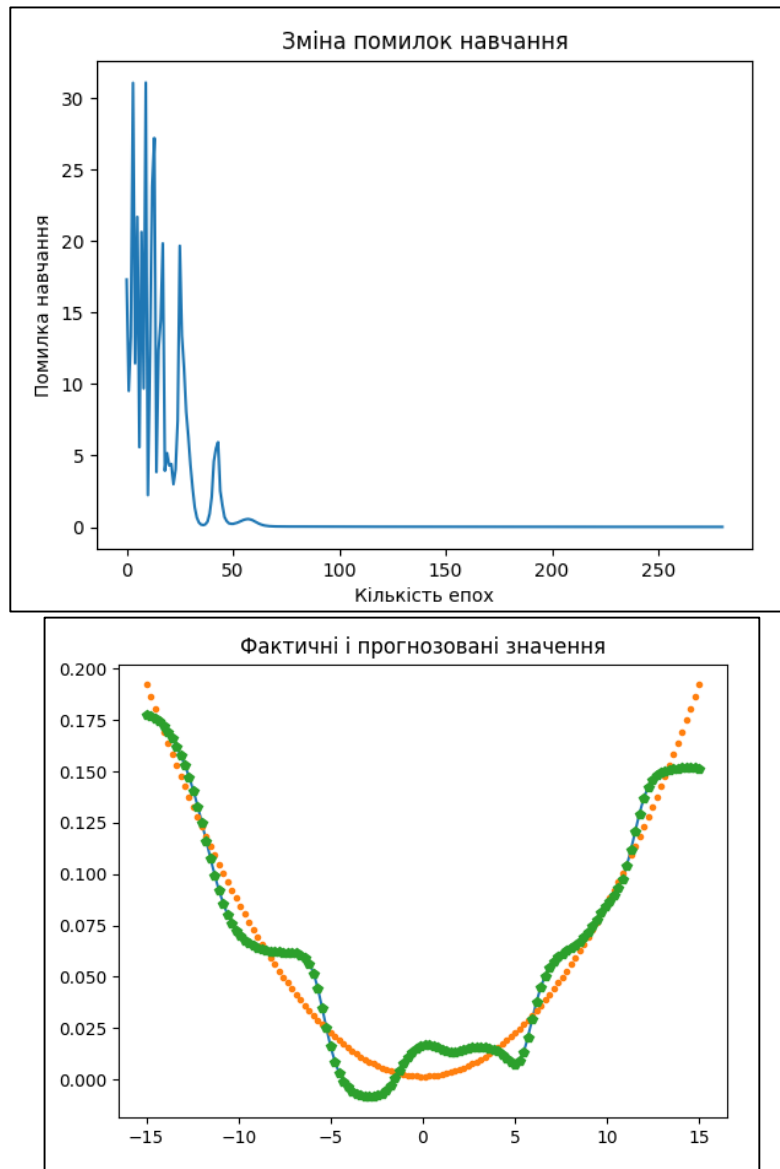 Зміна помилок навчання
30
25
20
15
10
5
0
Помилка навчання
0 50 100 150 200 250
Кількість епох
Фактичні і прогнозовані значення
0.200
0.175
0.150
0.125
0.100
0.075
0.050
0.025
0.000
−15 −10 −5 0 5 10 15